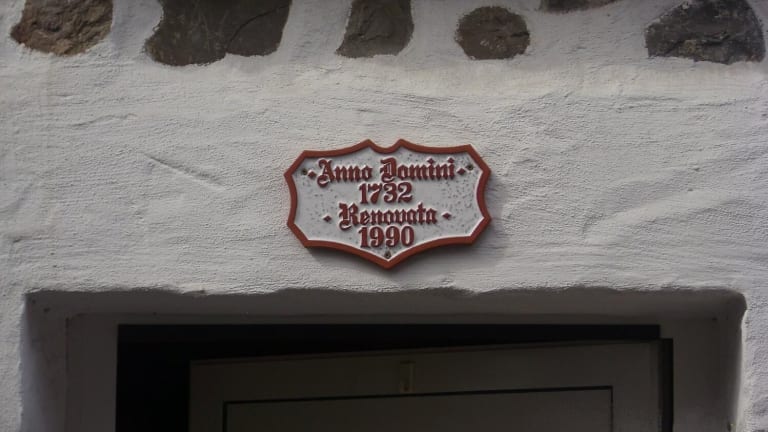 · Anno Domini ·
1732
· Renovata ·
1990